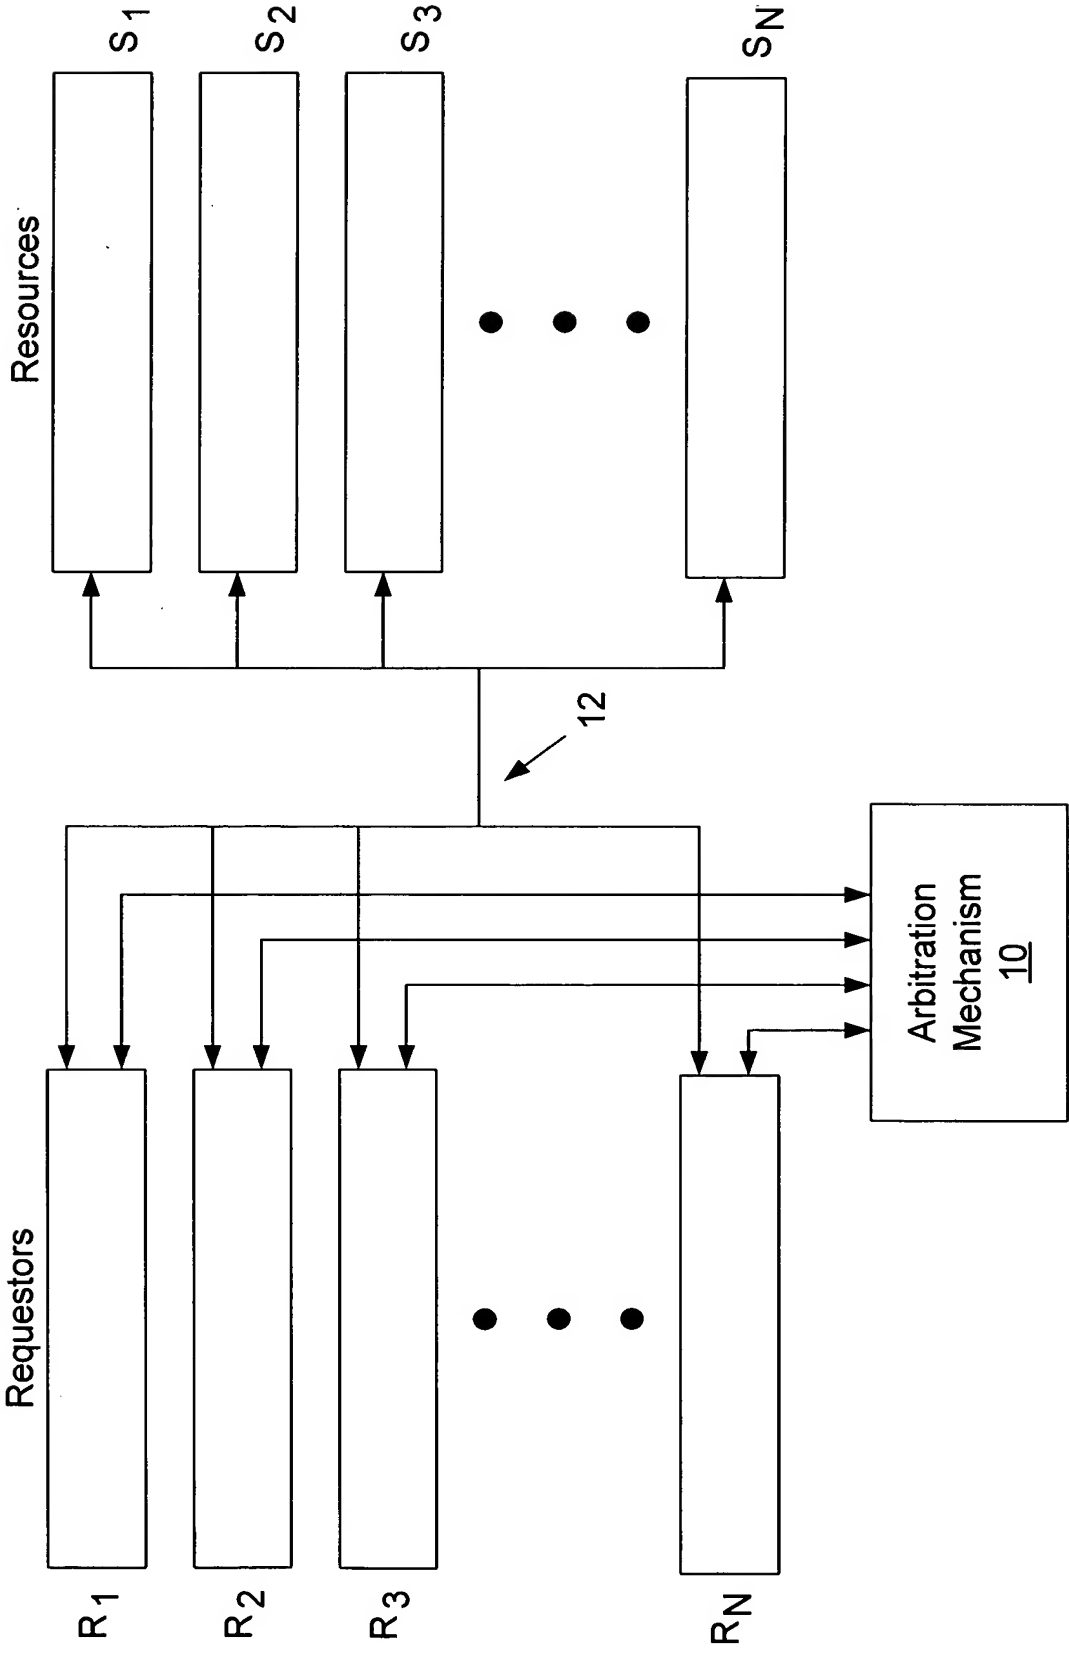 Requestors
Resources
R1
S1
R2
S2
R3
S3
12
RN
SN
Arbitration
Mechanism
10